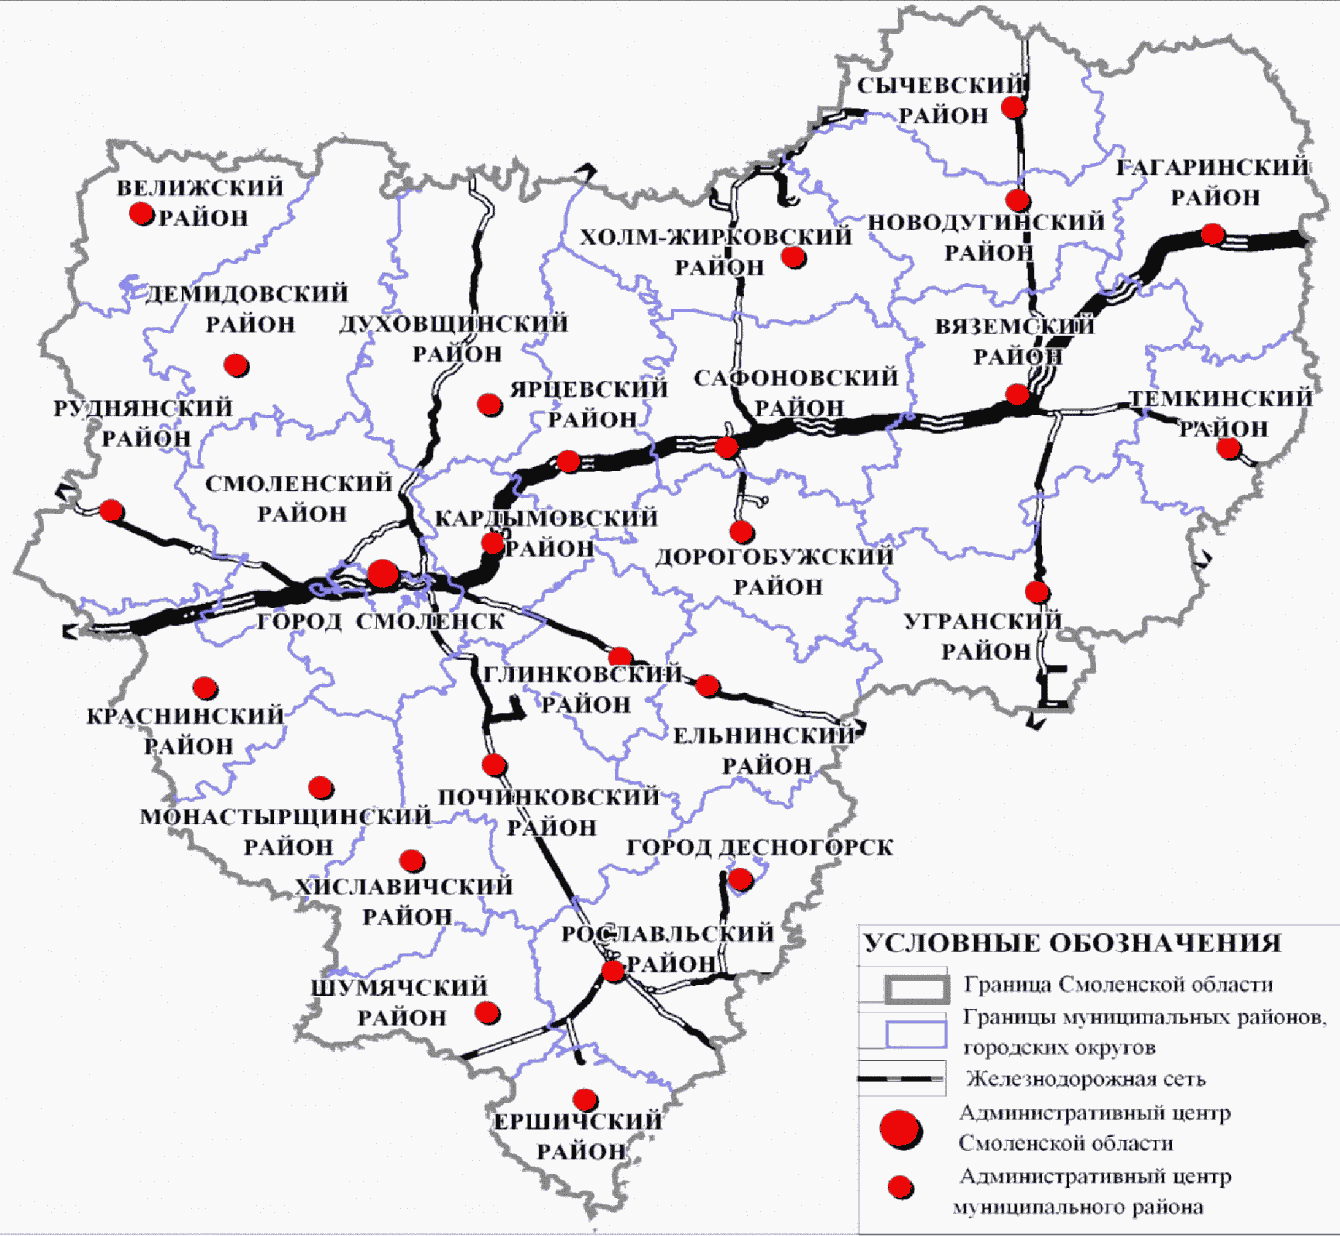 СЫЧЕВСКИЙ
РАЙОН
ГАГАРИНСКИЙ
РАЙОН
ВЕЛИЖСКИЙ
РАЙОН
НОВОДУГИНСКИЙ
РАЙОН
ХОЛМ-ЖИРКОВСКИЙ
РАЙОН
ДЕМИДОВСКИЙ
РАЙОН
ДУХОВЩИНСКИЙ
РАЙОН
ВЯЗЕМСКИЙ
РАЙОН
САФОНОВСКИЙ
РАЙОН
ЯРЦЕВСКИЙ
РАЙОН
ТЕМКИНСКИЙ
РАЙОН
РУДНЯНСКИЙ
РАЙОН
СМОЛЕНСКИЙ
РАЙОН
КАРДЫМОВСКИЙ
РАЙОН
ДОРОГОБУЖСКИЙ
РАЙОН
ГОРОД СМОЛЕНСК
УГРАНСКИЙ
РАЙОН
ГЛИНКОВСКИЙ
РАЙОН
КРАСНИНСКИЙ
РАЙОН
ЕЛЬНИНСКИЙ
РАЙОН
ПОЧИНКОВСКИЙ
РАЙОН
МОНАСТЫРЩИНСКИЙ
РАЙОН
ГОРОД ДЕСНОГОРСК
ХИСЛАВИЧСКИЙ
РАЙОН
РОСЛАВЛЬСКИЙ
РАЙОН
ШУМЯЧСКИЙ
РАЙОН
ЕРШИЧСКИЙ
РАЙОН
УСЛОВНЫЕ ОБОЗНАЧЕНИЯ
Граница Смоленской области
Границы муниципальных районов,
городских округов
Железнодорожная сеть
Административный центр
Смоленской области
Административный центр
муниципального района